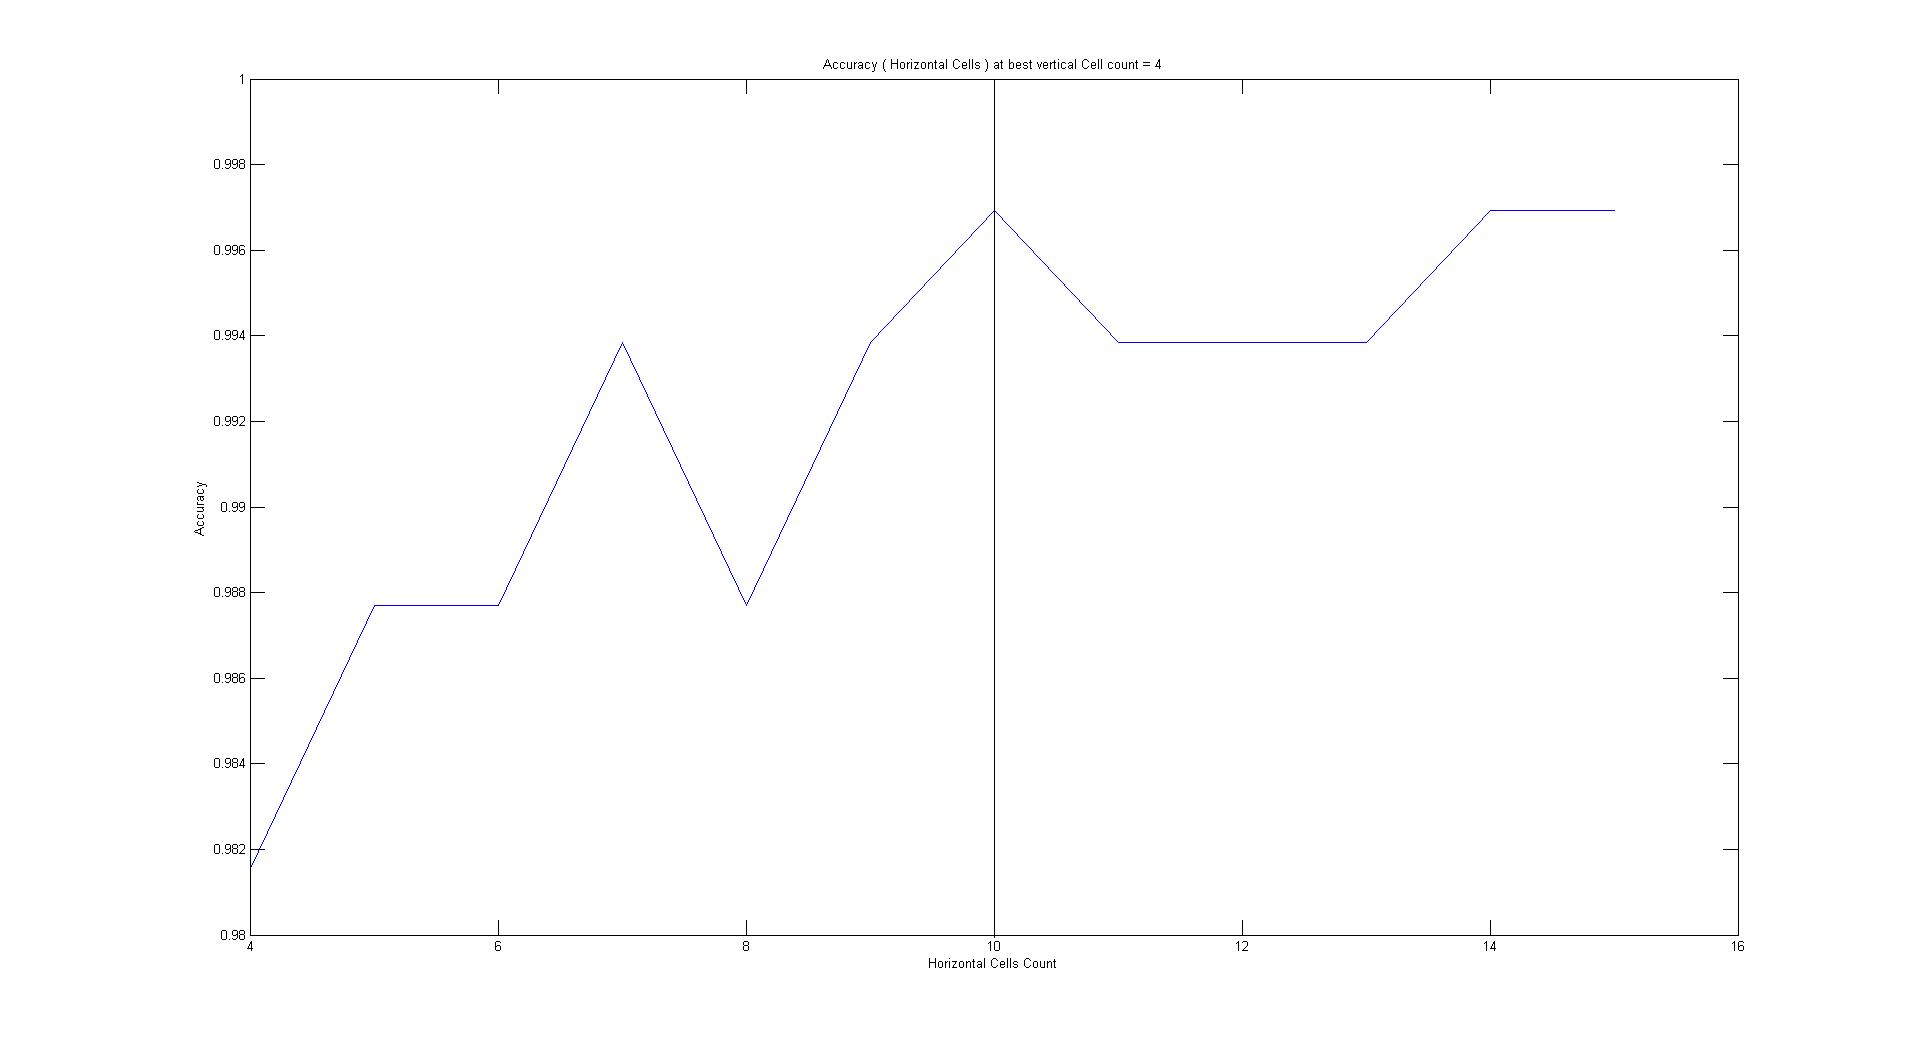 Accuracy ( Horizontal Cells ) at best vertical Cell count = 4
1
0.998
0.996
0.994
0.992
0.99
0.988
0.986
0.984
0.982
0.98
Accuracy
4 6 8 10 12 14 16
Horizontal Cells Count